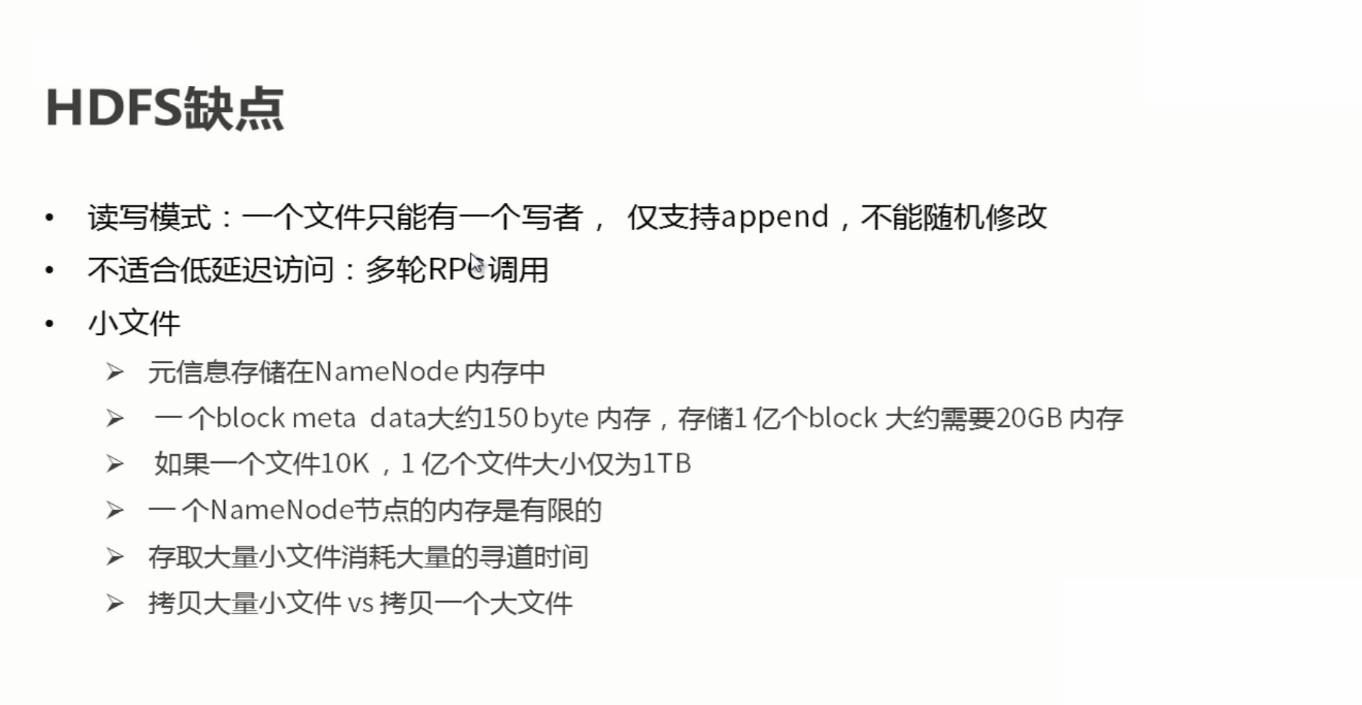 HDFS缺点
• 读写模式：一个文件只能有一个写者， 仅支持append，不能随机修改
• 不适合低延迟访问：多轮RPC调用
• 小文件
➢ 元信息存储在NameNode 内存中
➢ 一个block meta data大约150 byte 内存，存储1 亿个block 大约需要20GB 内存
➢ 如果一个文件10K，1 亿个文件大小仅为1TB
➢ 一个NameNode节点的内存是有限的
➢ 存取大量小文件消耗大量的寻道时间
➢ 拷贝大量小文件 vs 拷贝一个大文件